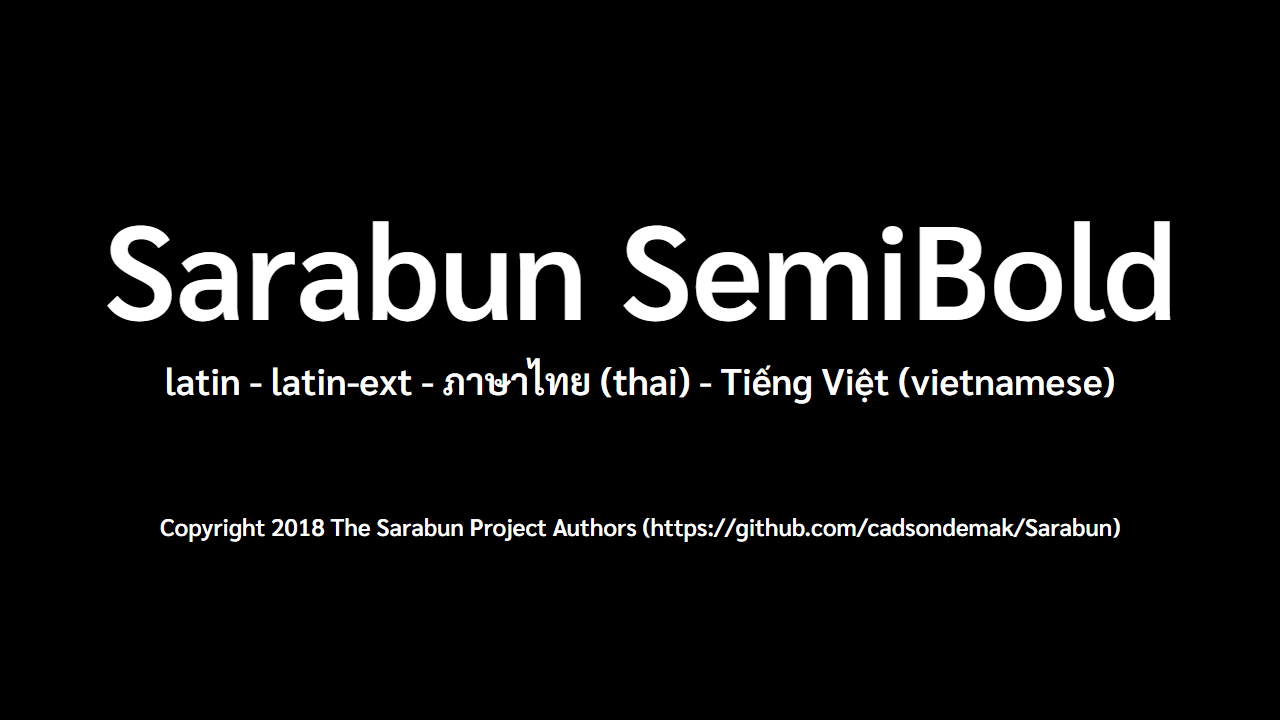 Sarabun SemiBold
latin - latin-ext - ภาษาไทย (thai) - Tiếng Việt (vietnamese)
Copyright 2018 The Sarabun Project Authors (https://github.com/cadsondemak/Sarabun)